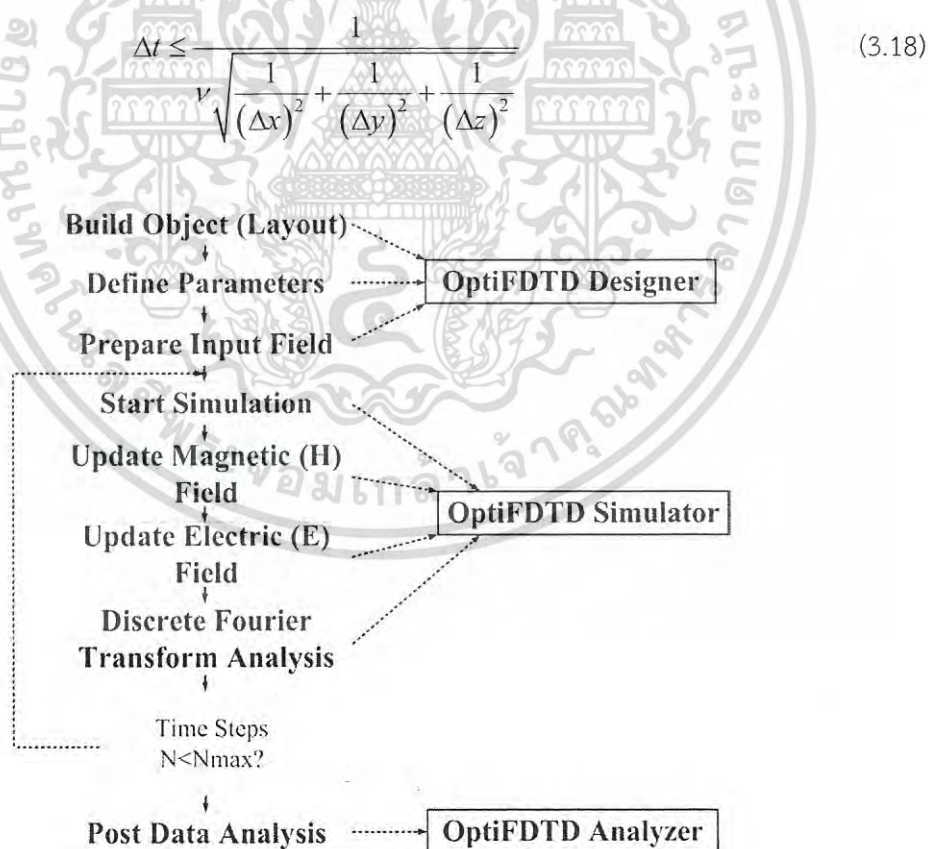 Δt ≤ 1 / (ν √(1/(Δx)² + 1/(Δy)² + 1/(Δz)²)) (3.18)
Build Object (Layout)
Define Parameters
OptiFDTD Designer
Prepare Input Field
Start Simulation
Update Magnetic (H)
Field
OptiFDTD Simulator
Update Electric (E)
Field
Discrete Fourier
Transform Analysis
Time Steps
N<Nmax?
Post Data Analysis
OptiFDTD Analyzer